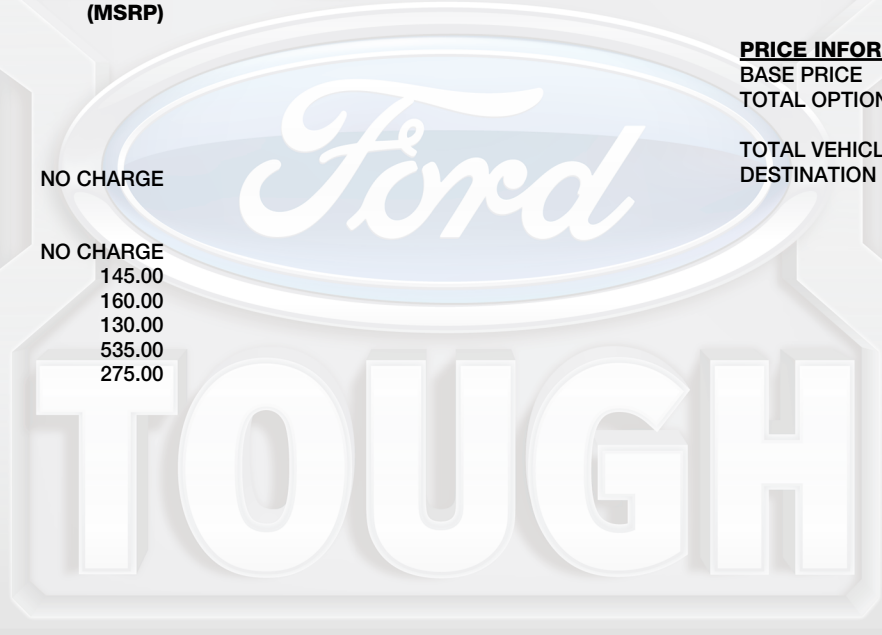 (MSRP)
NO CHARGE
NO CHARGE
145.00
160.00
130.00
535.00
275.00
PRICE INFOR
BASE PRICE
TOTAL OPTION
TOTAL VEHICL
DESTINATION
Ford
TOUGH